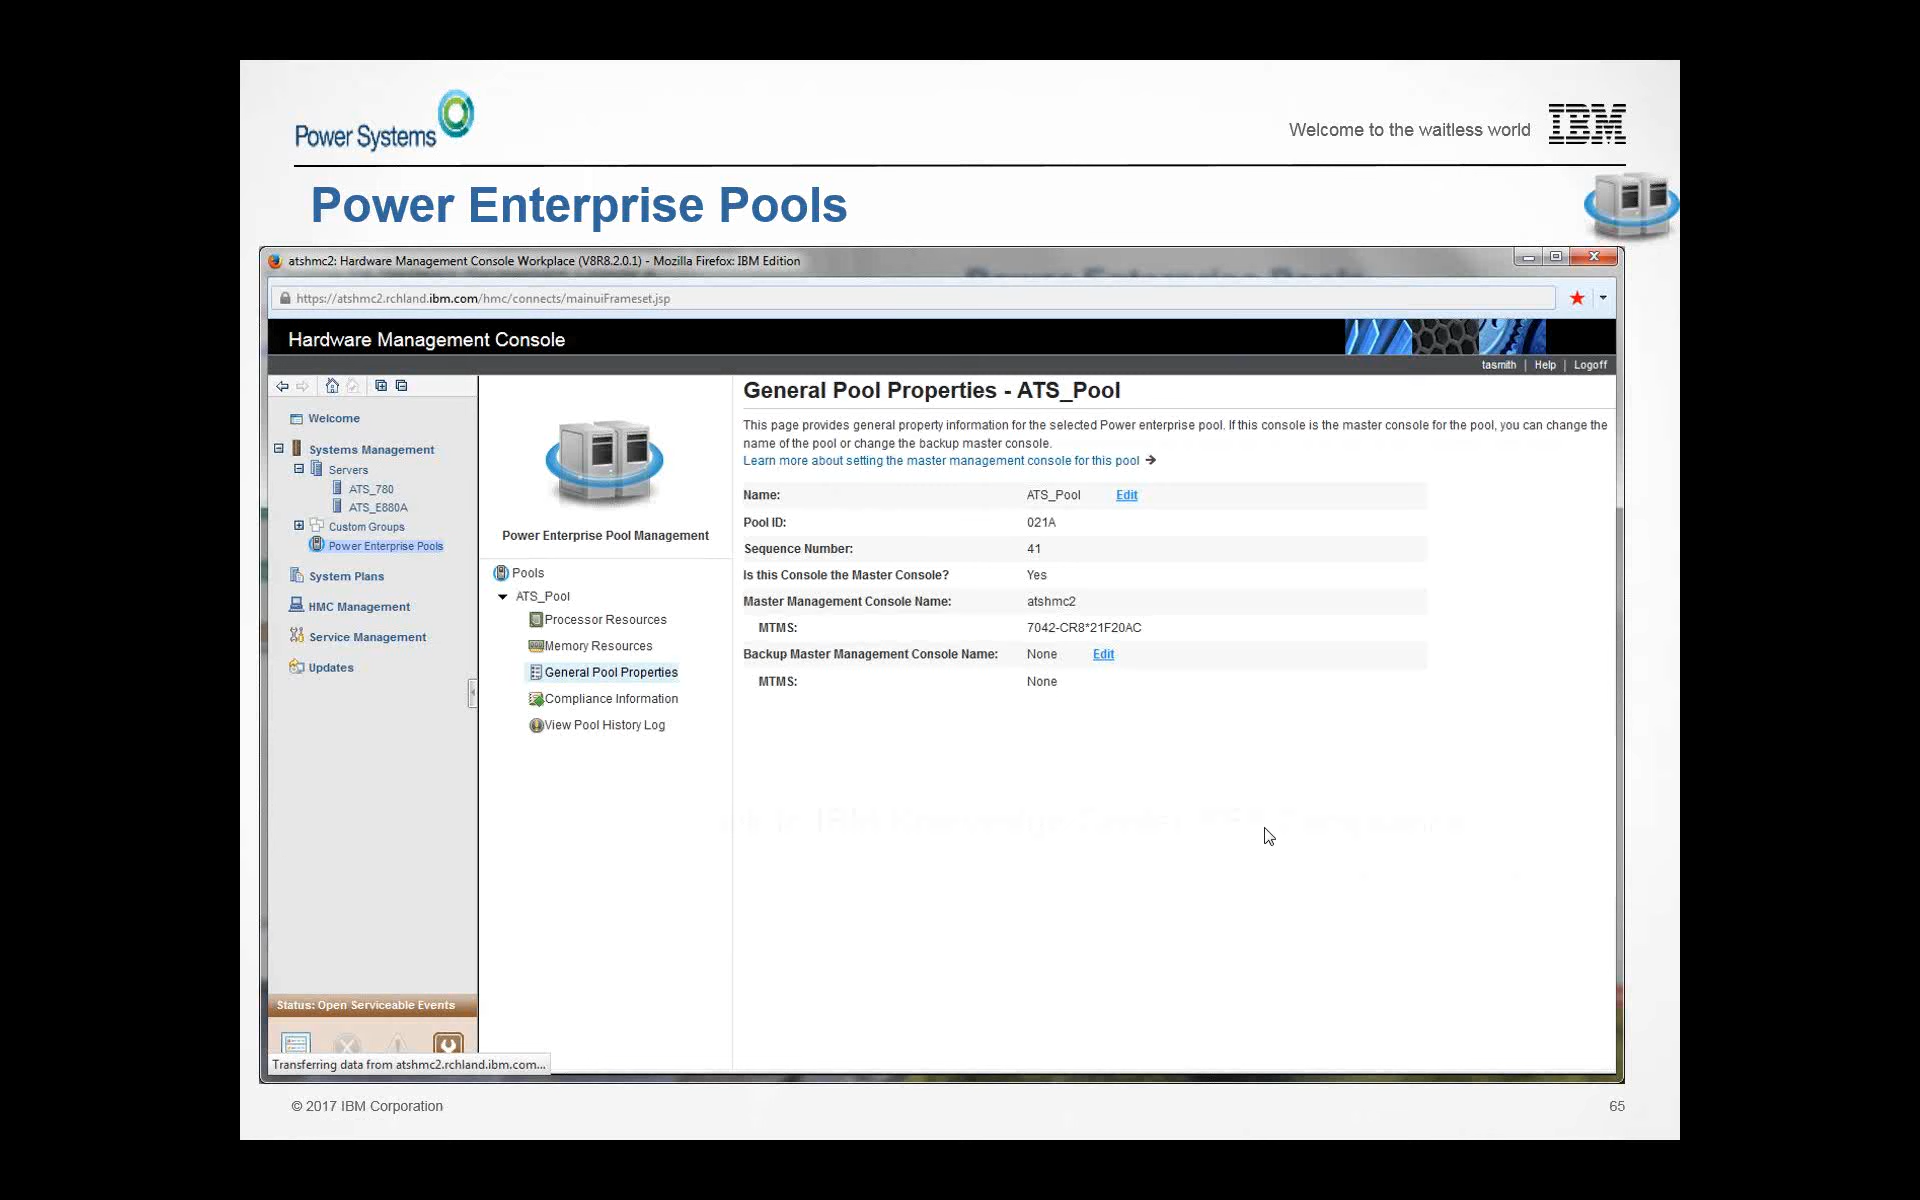 Power Systems
Welcome to the waitless world
IBM
Power Enterprise Pools
atshmc2: Hardware Management Console Workplace (V8R8.2.0.1) - Mozilla Firefox: IBM Edition
https://atshmc2.rchland.ibm.com/hmc/connects/mainuiFrameset.jsp
Hardware Management Console
tasmith | Help | Logoff
Welcome
Systems Management
Servers
ATS_780
ATS_E880A
Custom Groups
Power Enterprise Pools
System Plans
HMC Management
Service Management
Updates
Status: Open Serviceable Events
Transferring data from atshmc2.rchland.ibm.com...
Power Enterprise Pool Management
Pools
ATS_Pool
Processor Resources
Memory Resources
General Pool Properties
Compliance Information
View Pool History Log
General Pool Properties - ATS_Pool
This page provides general property information for the selected Power enterprise pool. If this console is the master console for the pool, you can change the
name of the pool or change the backup master console.
Learn more about setting the master management console for this pool
Name: ATS_Pool Edit
Pool ID: 021A
Sequence Number: 41
Is this Console the Master Console? Yes
Master Management Console Name: atshmc2
MTMS: 7042-CR8*21F20AC
Backup Master Management Console Name: None Edit
MTMS: None
© 2017 IBM Corporation
65